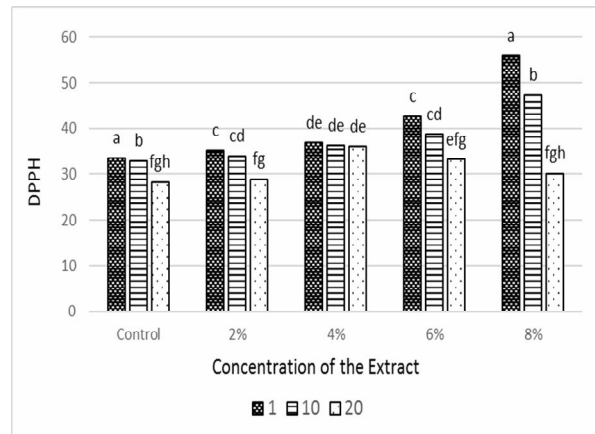 60
50
40
30
20
10
0
DPPH
a b fgh
c cd fg
de de de
c cd efg
a b fgh
Control 2% 4% 6% 8%
Concentration of the Extract
1 10 20